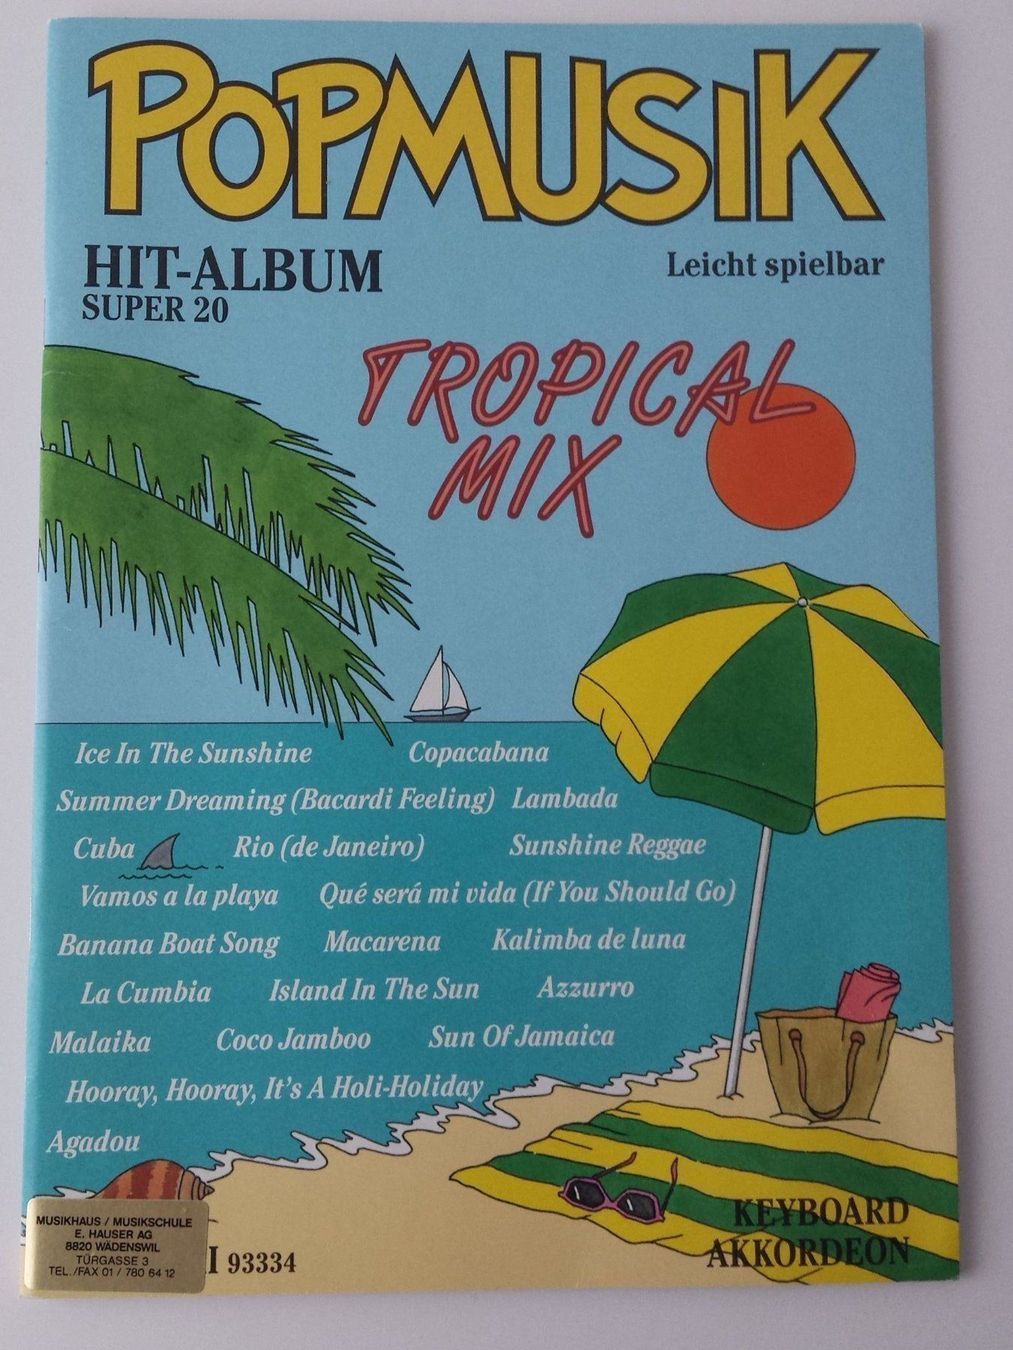 POPMUSIK
HIT-ALBUM
Leicht spielbar
SUPER 20
TROPICAL
MIX
Ice In The Sunshine Copacabana
Summer Dreaming (Bacardi Feeling) Lambada
Cuba Rio (de Janeiro) Sunshine Reggae
Vamos a la playa Qué será mi vida (If You Should Go)
Banana Boat Song Macarena Kalimba de luna
La Cumbia Island In The Sun Azzurro
Malaika Coco Jamboo Sun Of Jamaica
Hooray, Hooray, It's A Holi-Holiday
Agadou
KEYBOARD
AKKORDEON
MUSIKHAUS / MUSIKSCHULE
E. HAUSER AG
8820 WÄDENSWIL
TÜRGASSE 3
TEL./FAX 01 / 780 64 12
93334